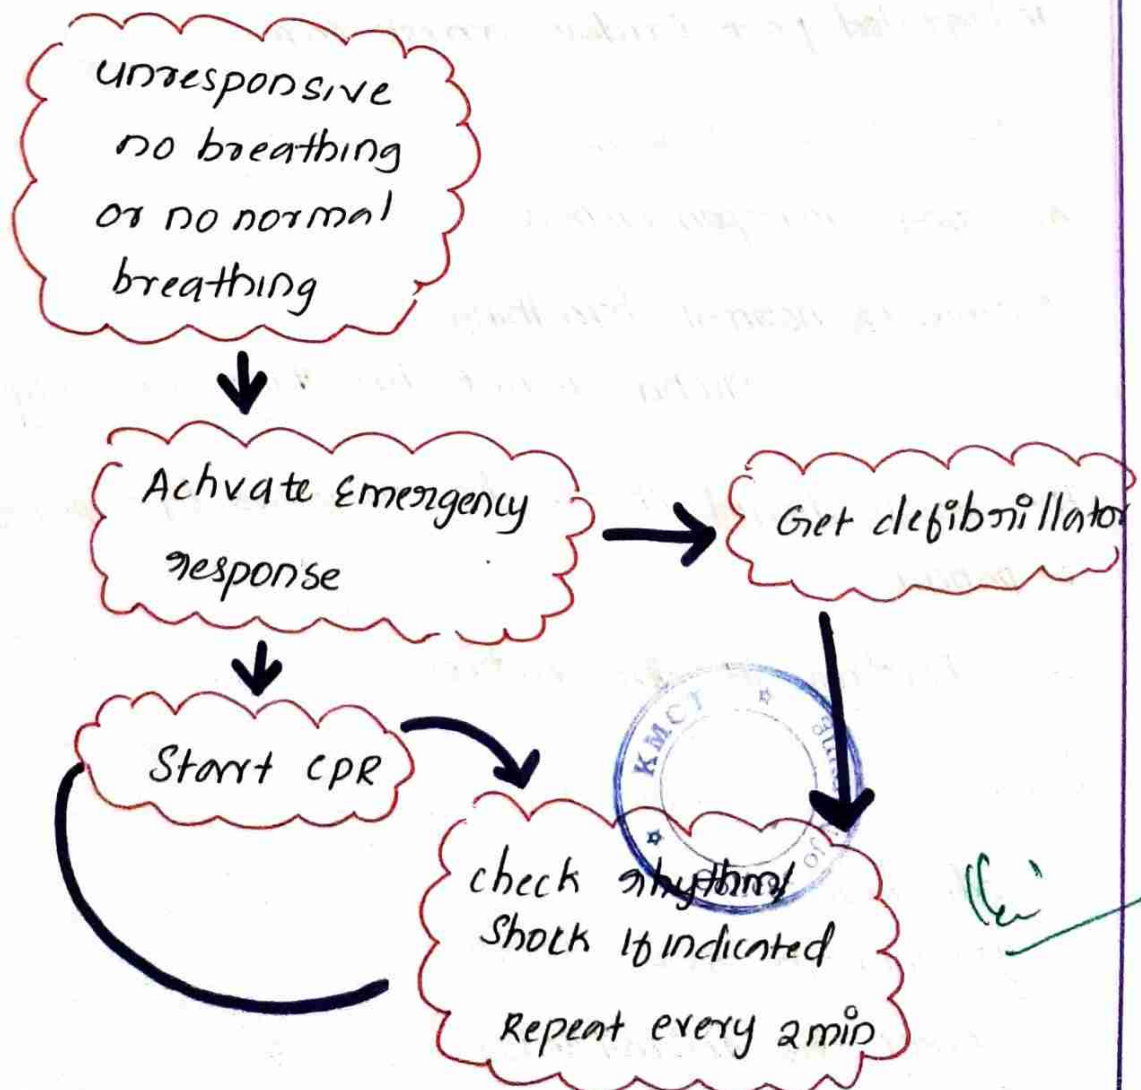 unresponsive
no breathing
or no normal
breathing
Activate Emergency
response
Get defibrillator
Start CPR
KMCT
check rhythm/
Shock if indicated
Repeat every 2min